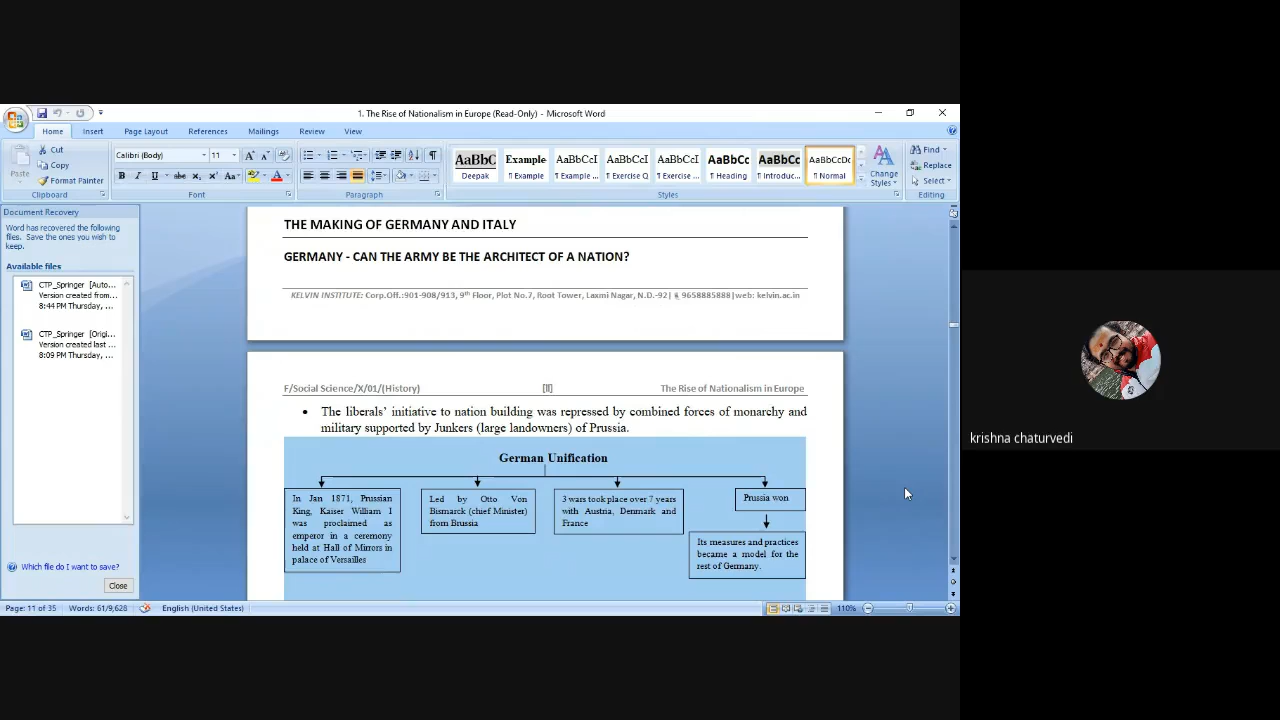 1. The Rise of Nationalism in Europe (Read-Only) - Microsoft Word
Home Insert Page Layout References Mailings Review View
Paste
Cut
Copy
Format Painter
Clipboard
Calibri (Body) 11
Font
Paragraph
AaBbC Example AaBbCcI AaBbCcI AaBbCcI AaBbCc AaBbCc AaBbCcDc
Deepak ¶ Example ¶ Example ... ¶ Exercise Q ¶ Exercise ... ¶ Heading ¶ Introduc... ¶ Normal
Styles
Change
Styles
Find
Replace
Select
Editing
Document Recovery
Word has recovered the following
files. Save the ones you wish to
keep.
Available files
CTP_Springer [Auto...
Version created from...
8:44 PM Thursday, ...
CTP_Springer [Origi...
Version created last ...
8:09 PM Thursday, ...
Which file do I want to save?
Close
THE MAKING OF GERMANY AND ITALY
GERMANY - CAN THE ARMY BE THE ARCHITECT OF A NATION?
KELVIN INSTITUTE: Corp.Off.:901-908/913, 9th Floor, Plot No.7, Root Tower, Laxmi Nagar, N.D.-92| 9658885888|web: kelvin.ac.in
F/Social Science/X/01/(History) The Rise of Nationalism in Europe
• The liberals' initiative to nation building was repressed by combined forces of monarchy and
military supported by Junkers (large landowners) of Prussia.
German Unification
In Jan 1871, Prussian
King, Kaiser William I
was proclaimed as
emperor in a ceremony
held at Hall of Mirrors in
palace of Versailles
Led by Otto Von
Bismarck (chief Minister)
from Brussia
3 wars took place over 7 years
with Austria, Denmark and
France
Prussia won
Its measures and practices
became a model for the
rest of Germany.
Page: 11 of 35 Words: 61/9,628 English (United States) 110%
krishna chaturvedi